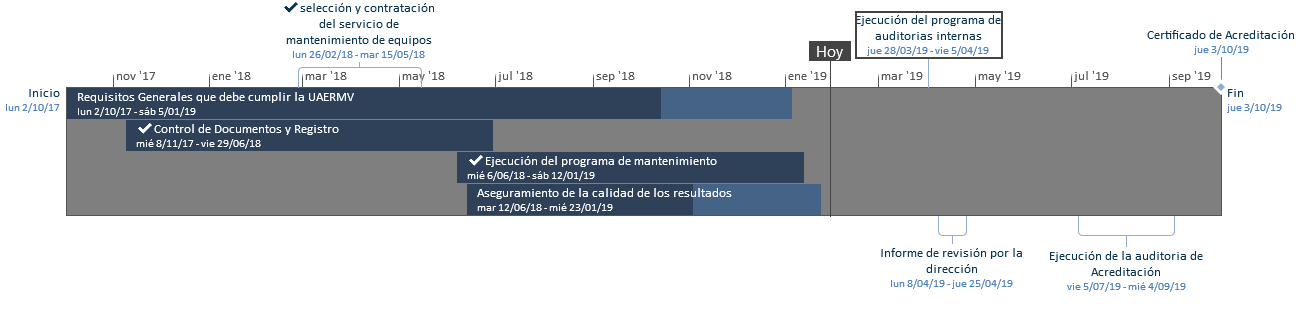 ✔ selección y contratación
del servicio de
mantenimiento de equipos
lun 26/02/18 - mar 15/05/18
Ejecución del programa de
auditorias internas
jue 28/03/19 - vie 5/04/19
Certificado de Acreditación
jue 3/10/19
Hoy
nov '17
ene '18
mar '18
may '18
jul '18
sep '18
nov '18
ene '19
mar '19
may '19
jul '19
sep '19
Inicio
lun 2/10/17
Requisitos Generales que debe cumplir la UAERMV
lun 2/10/17 - sáb 5/01/19
Fin
jue 3/10/19
✔ Control de Documentos y Registro
mié 8/11/17 - vie 29/06/18
✔ Ejecución del programa de mantenimiento
mié 6/06/18 - sáb 12/01/19
Aseguramiento de la calidad de los resultados
mar 12/06/18 - mié 23/01/19
Informe de revisión por la
dirección
lun 8/04/19 - jue 25/04/19
Ejecución de la auditoria de
Acreditación
vie 5/07/19 - mié 4/09/19